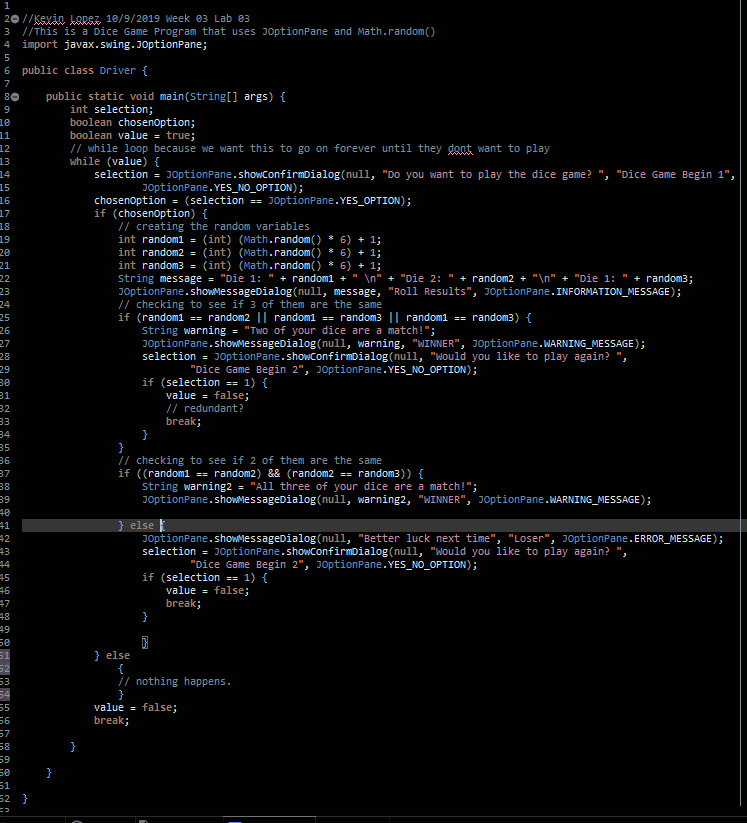 1
2 //Kevin Lopez 10/9/2019 Week 03 Lab 03
3 //This is a Dice Game Program that uses JOptionPane and Math.random()
4 import javax.swing.JOptionPane;
5
6 public class Driver {
7
8 public static void main(String[] args) {
9 int selection;
10 boolean chosenOption;
11 boolean value = true;
12 // while loop because we want this to go on forever until they dont want to play
13 while (value) {
14 selection = JOptionPane.showConfirmDialog(null, "Do you want to play the dice game? ", "Dice Game Begin 1",
15 JOptionPane.YES_NO_OPTION);
16 chosenOption = (selection == JOptionPane.YES_OPTION);
17 if (chosenOption) {
18 // creating the random variables
19 int random1 = (int) (Math.random() * 6) + 1;
20 int random2 = (int) (Math.random() * 6) + 1;
21 int random3 = (int) (Math.random() * 6) + 1;
22 String message = "Die 1: " + random1 + " \n" + "Die 2: " + random2 + "\n" + "Die 1: " + random3;
23 JOptionPane.showMessageDialog(null, message, "Roll Results", JOptionPane.INFORMATION_MESSAGE);
24 // checking to see if 3 of them are the same
25 if (random1 == random2 || random1 == random3 || random1 == random3) {
26 String warning = "Two of your dice are a match!";
27 JOptionPane.showMessageDialog(null, warning, "WINNER", JOptionPane.WARNING_MESSAGE);
28 selection = JOptionPane.showConfirmDialog(null, "Would you like to play again? ",
29 "Dice Game Begin 2", JOptionPane.YES_NO_OPTION);
30 if (selection == 1) {
31 value = false;
32 // redundant?
33 break;
34 }
35 }
36 // checking to see if 2 of them are the same
37 if ((random1 == random2) && (random2 == random3)) {
38 String warning2 = "All three of your dice are a match!";
39 JOptionPane.showMessageDialog(null, warning2, "WINNER", JOptionPane.WARNING_MESSAGE);
40
41 } else {
42 JOptionPane.showMessageDialog(null, "Better luck next time", "Loser", JOptionPane.ERROR_MESSAGE);
43 selection = JOptionPane.showConfirmDialog(null, "Would you like to play again? ",
44 "Dice Game Begin 2", JOptionPane.YES_NO_OPTION);
45 if (selection == 1) {
46 value = false;
47 break;
48 }
49
50 }
51 } else
52 {
53 // nothing happens.
54 }
55 value = false;
56 break;
57
58 }
59
60 }
61
62 }
63